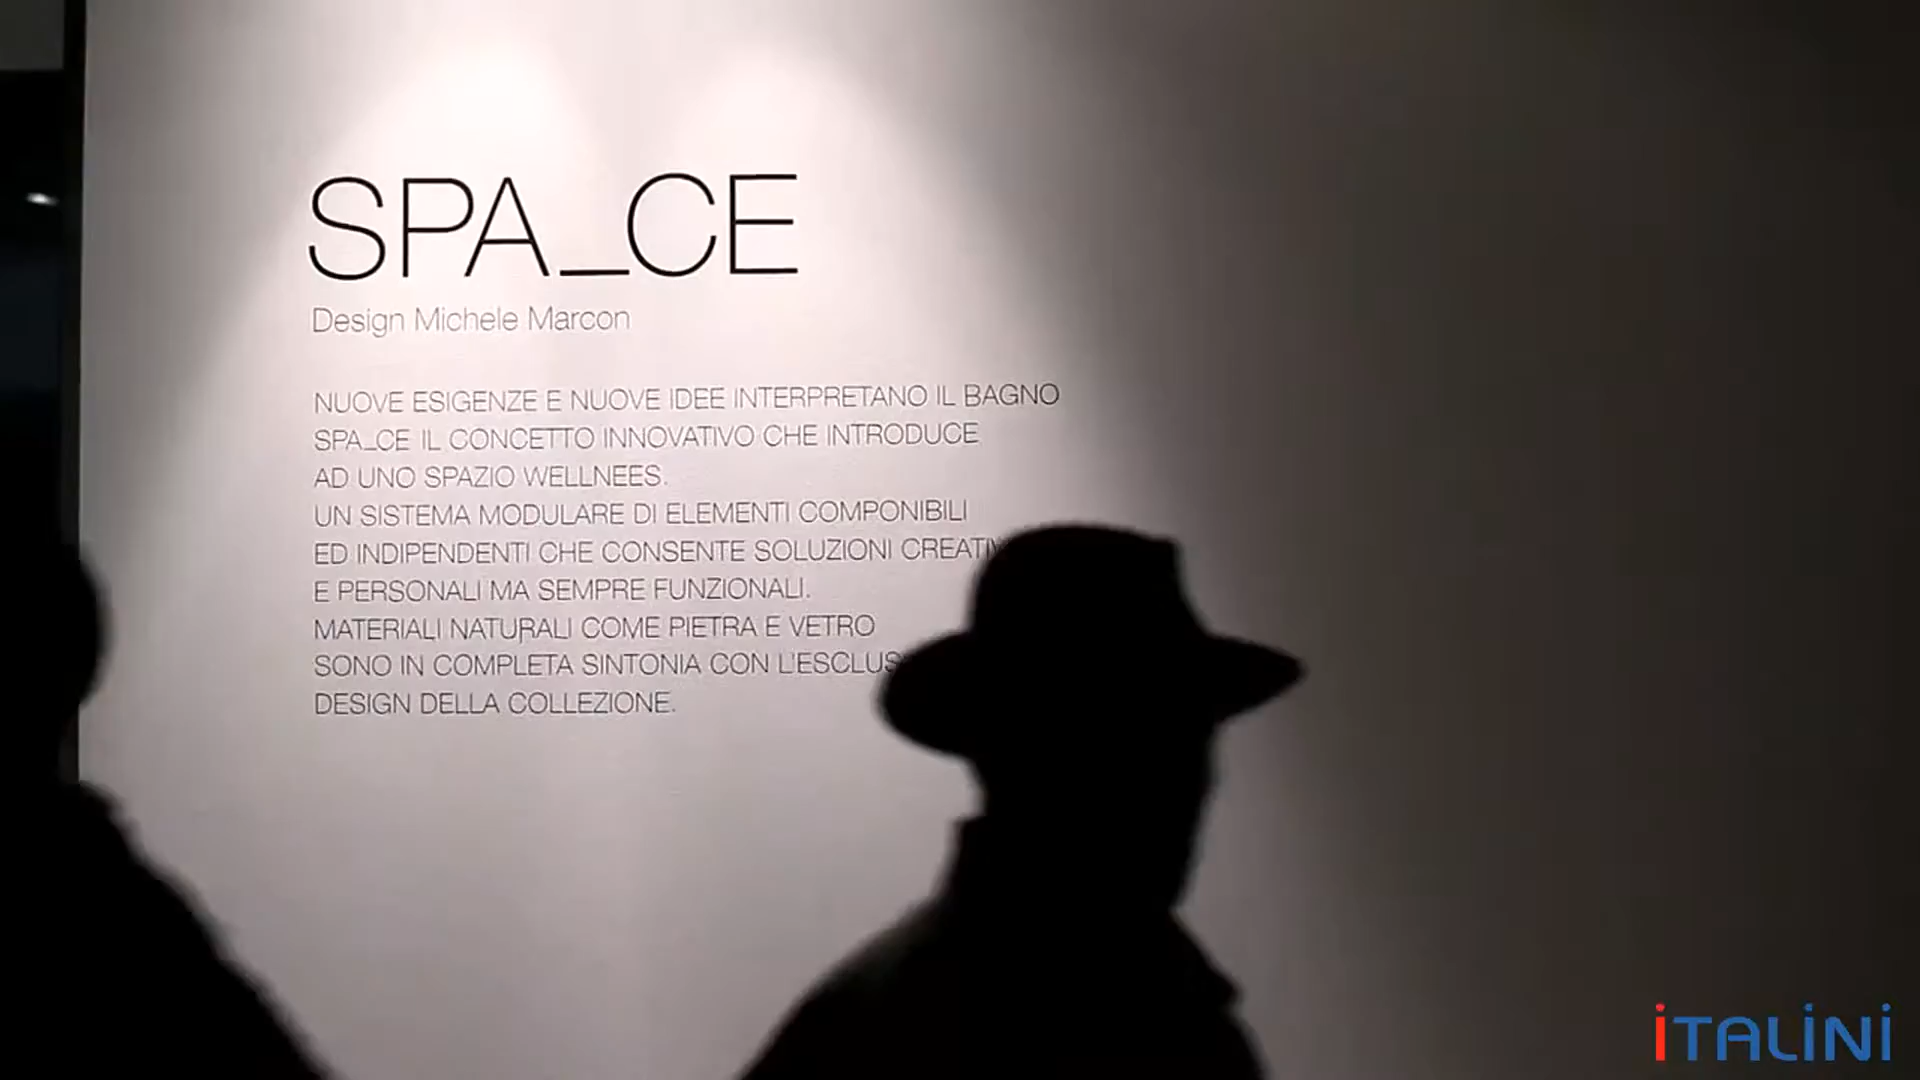 SPA_CE
Design Michele Marcon
NUOVE ESIGENZE E NUOVE IDEE INTERPRETANO IL BAGNO
SPA_CE IL CONCETTO INNOVATIVO CHE INTRODUCE
AD UNO SPAZIO WELLNEES.
UN SISTEMA MODULARE DI ELEMENTI COMPONIBILI
ED INDIPENDENTI CHE CONSENTE SOLUZIONI
E PERSONALI MA SEMPRE FUNZIONALI.
MATERIALI NATURALI COME PIETRA E VETRO
SONO IN COMPLETA SINTONIA CON
DESIGN DELLA COLLEZIONE.
iTALiNi